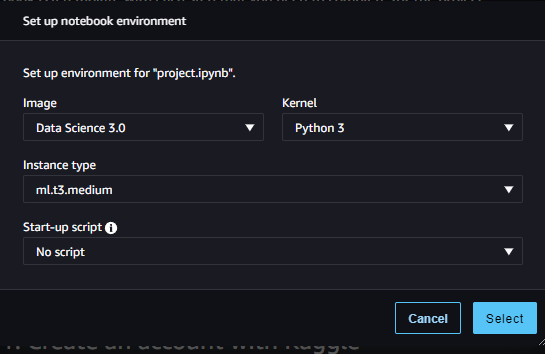 Set up notebook environment
Set up environment for "project.ipynb".
Image
Kernel
Data Science 3.0
Python 3
Instance type
ml.t3.medium
Start-up script
No script
Cancel
Select
1. Create an account with Kaggle